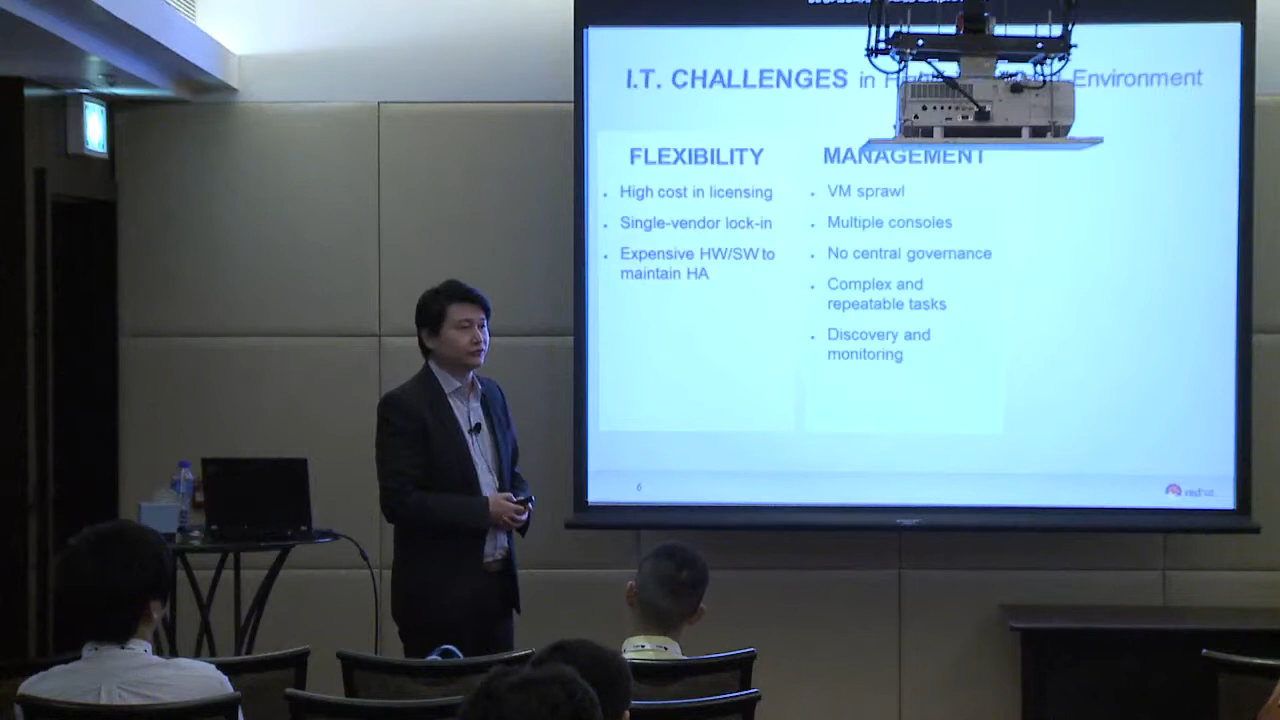 I.T. CHALLENGES in Environment
FLEXIBILITY
High cost in licensing
Single-vendor lock-in
Expensive HW/SW to
maintain HA
MANAGEMENT
VM sprawl
Multiple consoles
No central governance
Complex and
repeatable tasks
Discovery and
monitoring
6
redhat